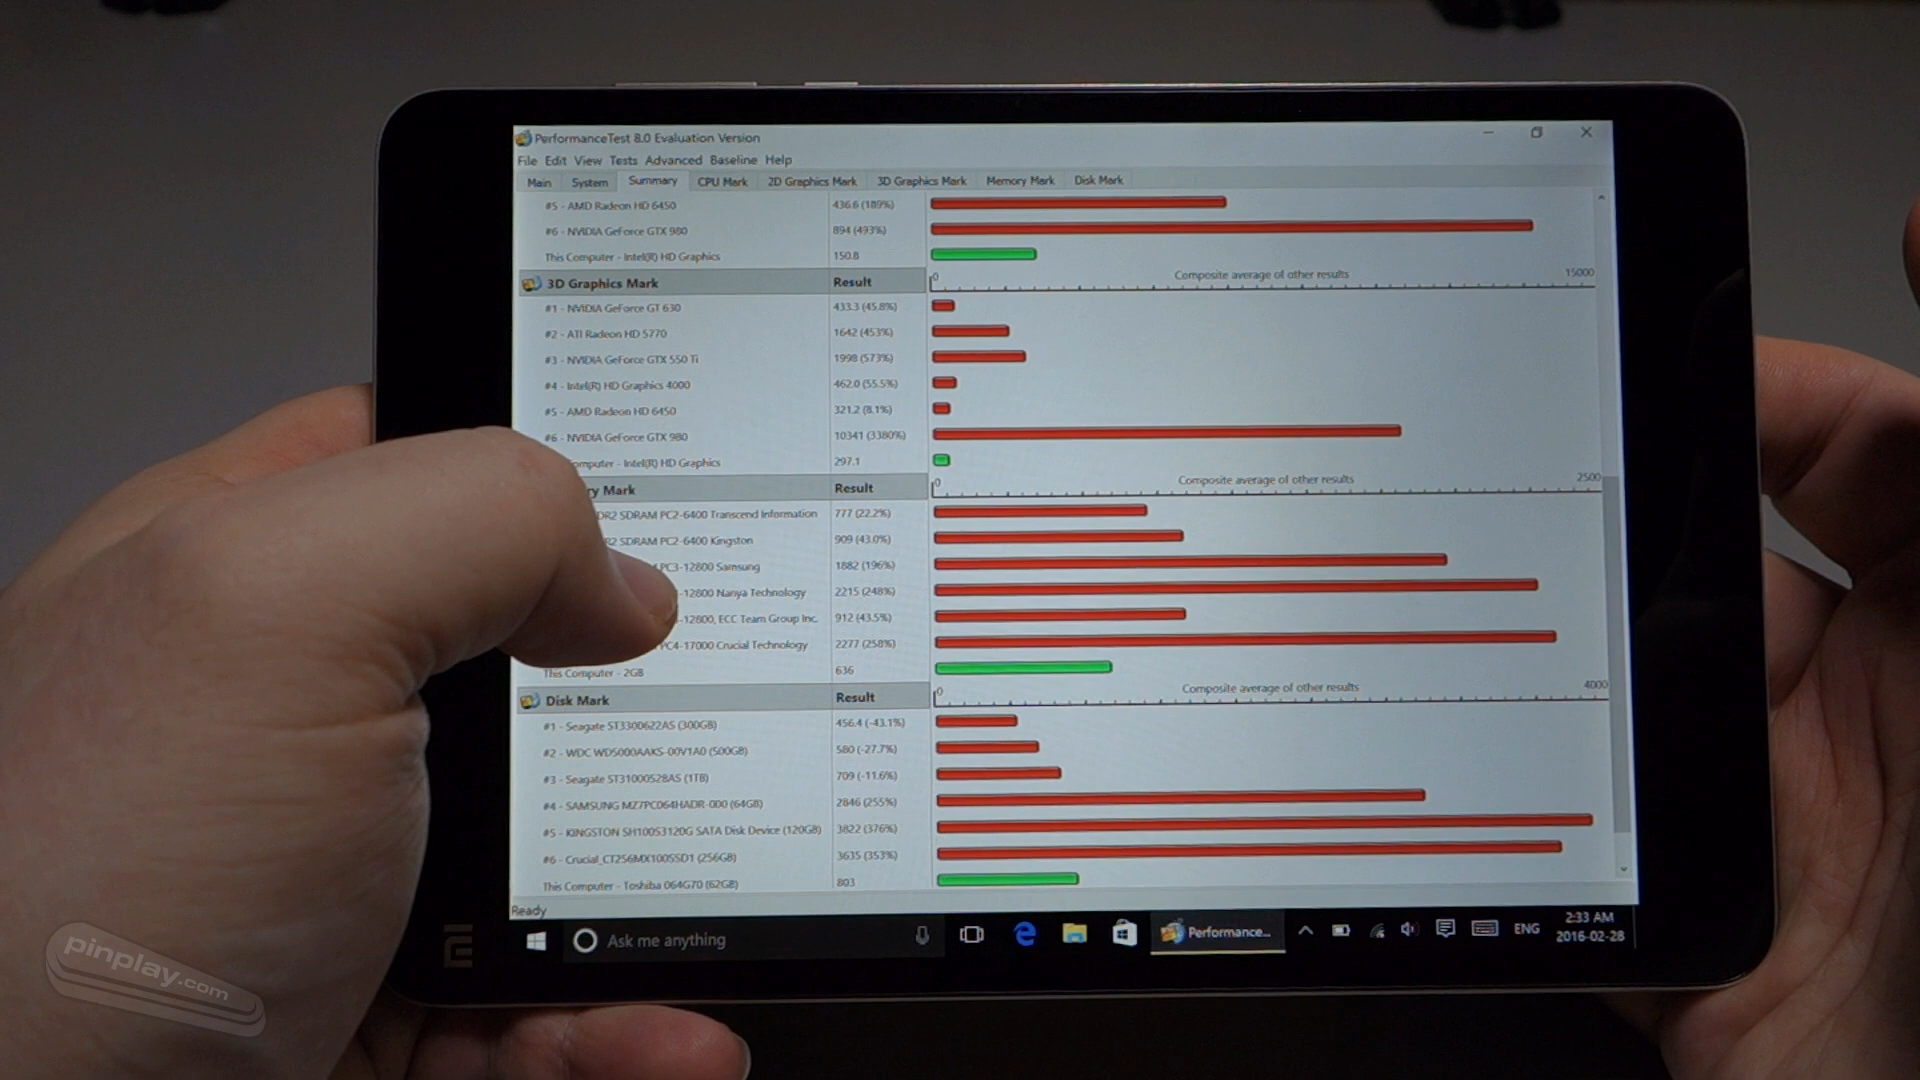 PerformanceTest 8.0 Evaluation Version
File Edit View Tests Advanced Baseline Help
Main System Summary CPU Mark 2D Graphics Mark 3D Graphics Mark Memory Mark Disk Mark
#5 - AMD Radeon HD 6450 436.6 (189%)
#6 - NVIDIA GeForce GTX 980 894 (493%)
This Computer - Intel(R) HD Graphics 150.8
3D Graphics Mark Result 0 Composite average of other results 15000
#1 - NVIDIA GeForce GT 630 433.3 (45.8%)
#2 - ATI Radeon HD 5770 1642 (453%)
#3 - NVIDIA GeForce GTX 550 Ti 1998 (573%)
#4 - Intel(R) HD Graphics 4000 462.0 (55.5%)
#5 - AMD Radeon HD 6450 321.2 (8.1%)
#6 - NVIDIA GeForce GTX 980 10341 (3380%)
omputer - Intel(R) HD Graphics 297.1
ry Mark Result 0 Composite average of other results 2500
DR2 SDRAM PC2-6400 Transcend Information 777 (22.2%)
R2 SDRAM PC2-6400 Kingston 909 (43.0%)
PC3-12800 Samsung 1882 (196%)
-12800 Nanya Technology 2215 (248%)
-12800, ECC Team Group Inc. 912 (43.5%)
PC4-17000 Crucial Technology 2277 (258%)
This Computer - 2GB 636
Disk Mark Result 0 Composite average of other results 4000
#1 - Seagate ST3300622AS (300GB) 456.4 (-43.1%)
#2 - WDC WD5000AAKS-00V1A0 (500GB) 580 (-27.7%)
#3 - Seagate ST31000528AS (1TB) 709 (-11.6%)
#4 - SAMSUNG MZ7PC064HADR-000 (64GB) 2846 (255%)
#5 - KINGSTON SH100S3120G SATA Disk Device (120GB) 3822 (376%)
#6 - Crucial_CT256MX100SSD1 (256GB) 3635 (353%)
This Computer - Toshiba 064G70 (62GB) 803
Ready
Ask me anything Performance... ENG 2:33 AM
2016-02-28
pinplay.com